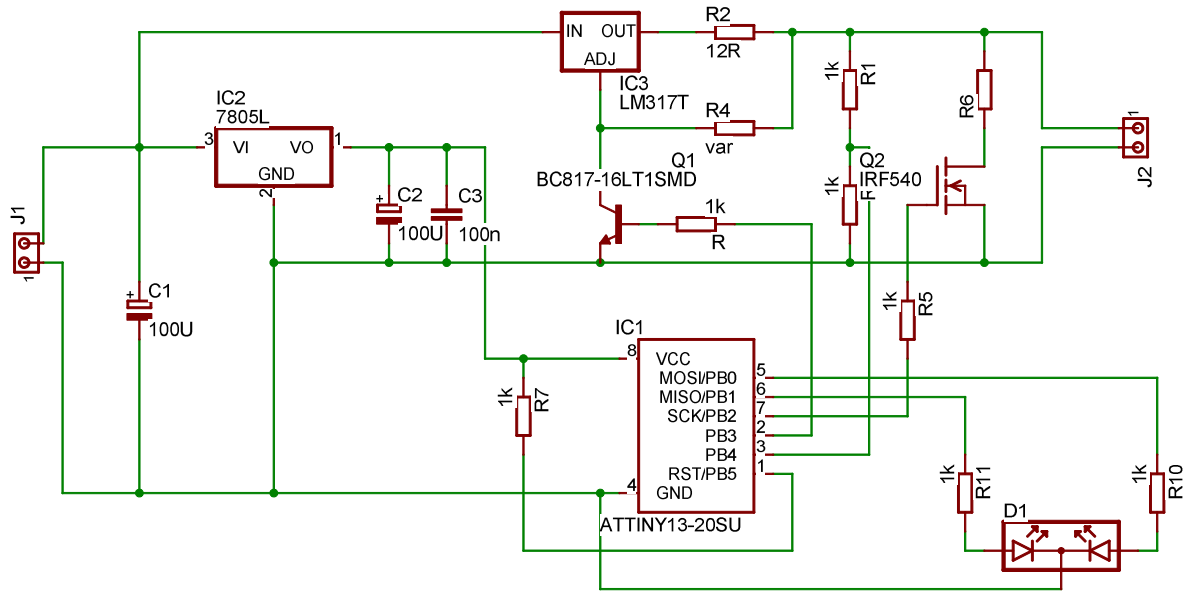 R2
IN OUT
12R
ADJ
IC3
LM317T
1k
R1
R6
IC2
7805L
3
VI
VO
1
GND
2
R4
var
Q1
BC817-16LT1SMD
1k
R
1k
Q2
IRF540
F
1
J2
J1
1
+
C2
100U
C3
100n
+
C1
100U
1k
R5
IC1
8
VCC
MOSI/PB0
5
MISO/PB1
6
SCK/PB2
7
PB3
2
PB4
3
RST/PB5
1
4
GND
ATTINY13-20SU
1k
R7
1k
R11
1k
R10
D1